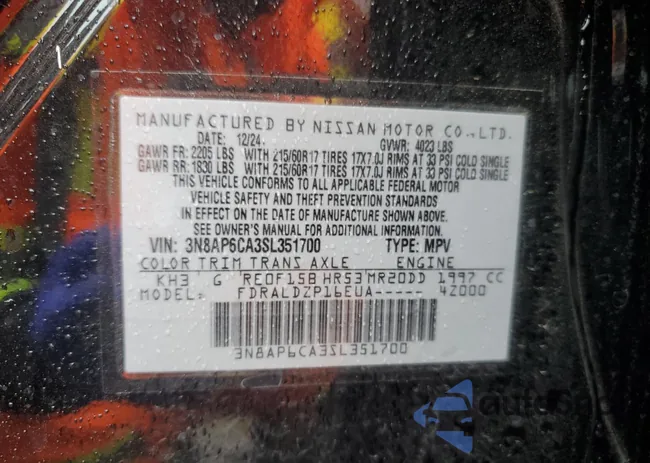 MANUFACTURED BY NISSAN MOTOR CO., LTD.
DATE: 12/24. GVWR: 4023 LBS
GAWR FR: 2205 LBS WITH 215/60R17 TIRES 17X7.0J RIMS AT 33 PSI COLD SINGLE
GAWR RR: 1830 LBS WITH 215/60R17 TIRES 17X7.0J RIMS AT 33 PSI COLD SINGLE
THIS VEHICLE CONFORMS TO ALL APPLICABLE FEDERAL MOTOR
VEHICLE SAFETY AND THEFT PREVENTION STANDARDS
IN EFFECT ON THE DATE OF MANUFACTURE SHOWN ABOVE.
SEE OWNER'S MANUAL FOR ADDITIONAL INFORMATION.
VIN: 3N8AP6CA3SL351700 TYPE: MPV
COLOR TRIM TRANS AXLE ENGINE
KH3 G RE0F15B HR53 MR20DD 1997 CC
MODEL: FDRALDZP16EUA----- 4Z000
3N8AP6CA3SL351700